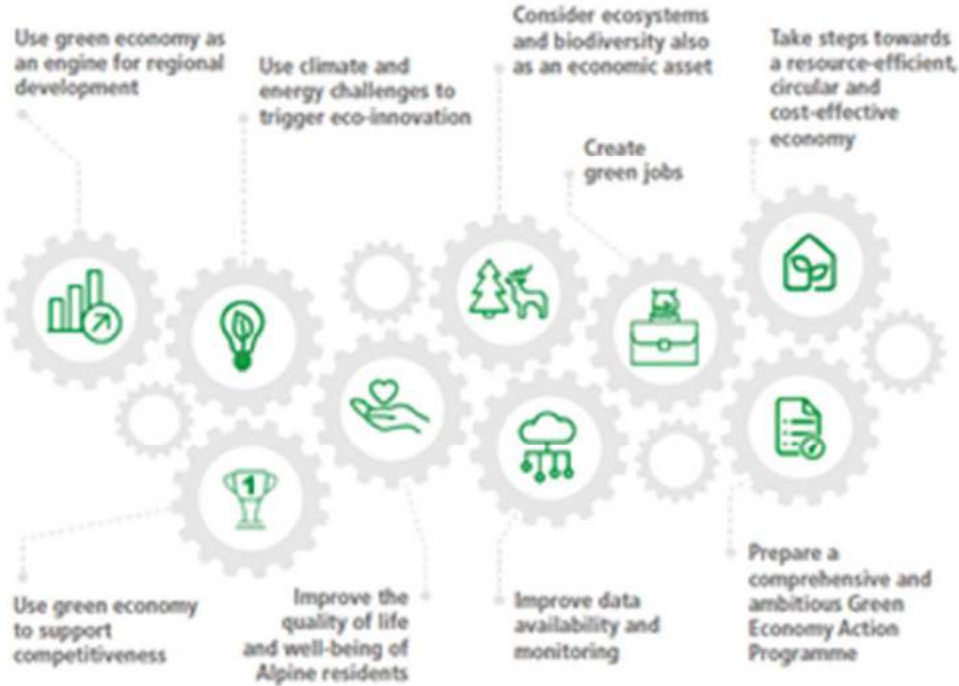 Use green economy as
an engine for regional
development
Use climate and
energy challenges to
trigger eco-innovation
Consider ecosystems
and biodiversity also
as an economic asset
Create
green jobs
Take steps towards
a resource-efficient,
circular and
cost-effective
economy
1
Use green economy
to support
competitiveness
Improve the
quality of life
and well-being of
Alpine residents
Improve data
availability and
monitoring
Prepare a
comprehensive and
ambitious Green
Economy Action
Programme